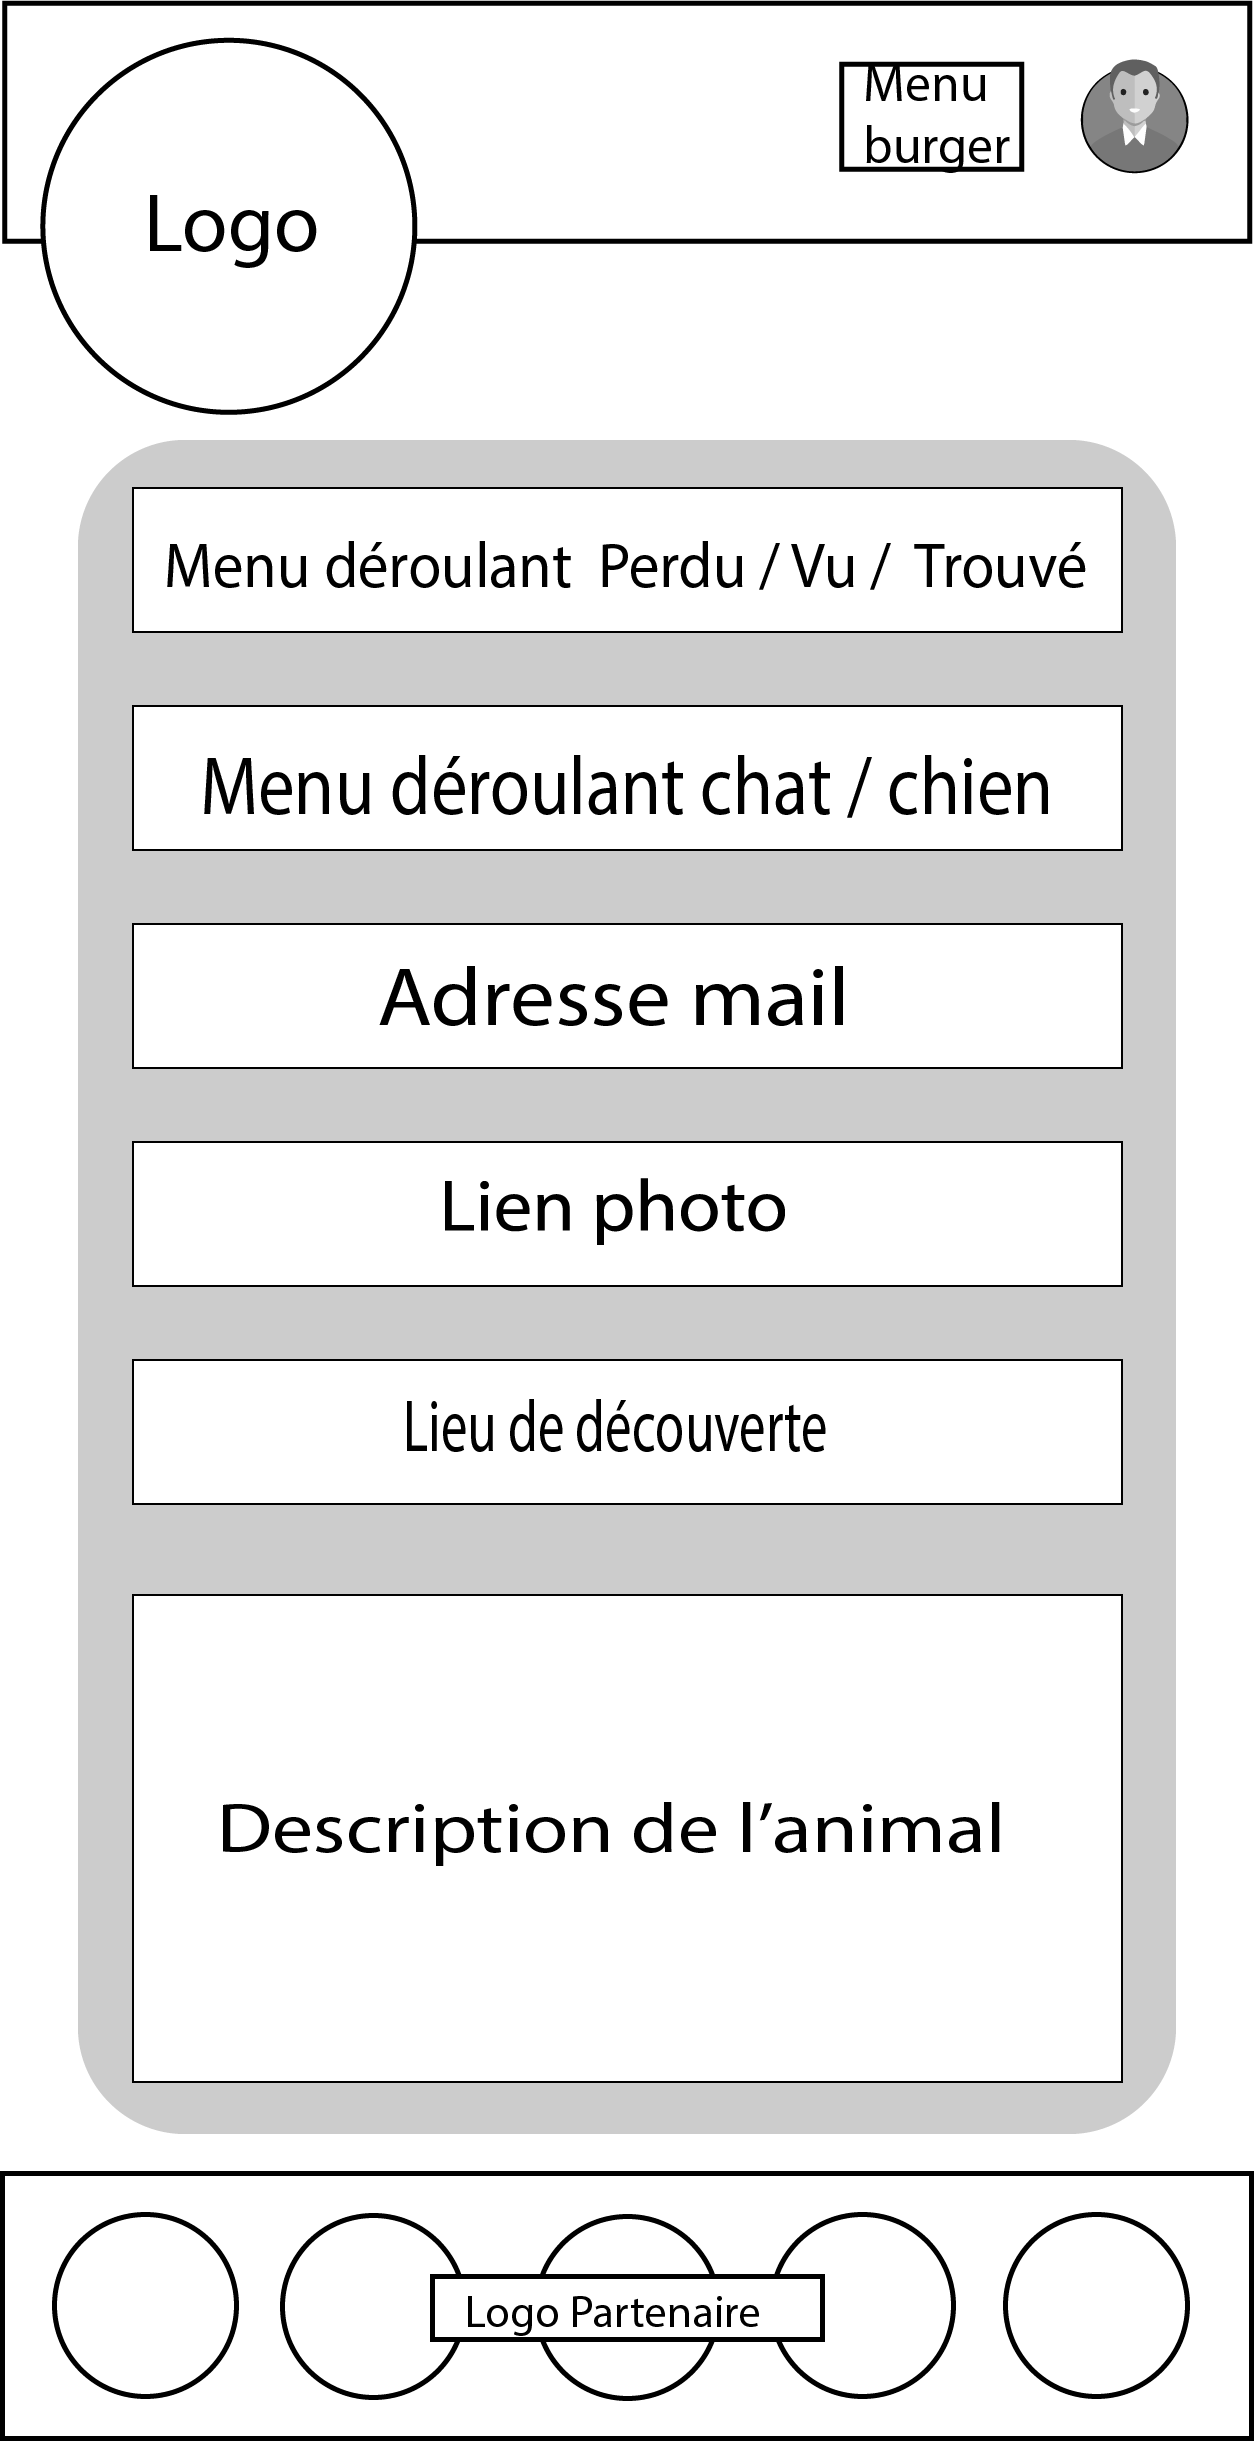 Menu
burger
Logo
Menu déroulant Perdu / Vu / Trouvé
Menu déroulant chat / chien
Adresse mail
Lien photo
Lieu de découverte
Description de l’animal
Logo Partenaire